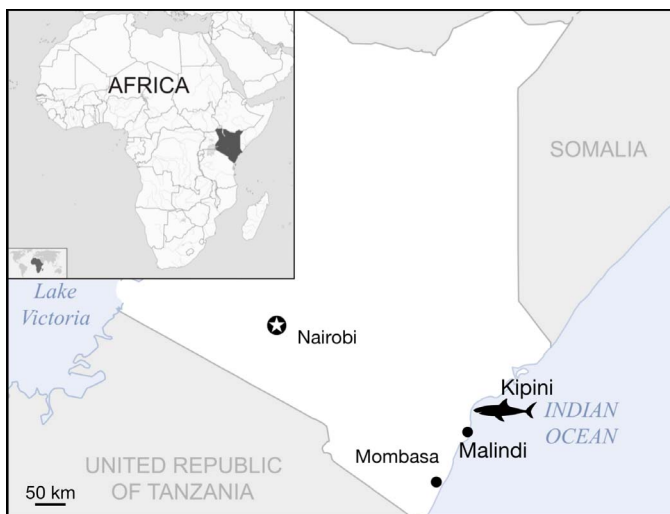 AFRICA
SOMALIA
Lake
Victoria
Nairobi
Kipini
INDIAN
OCEAN
Malindi
Mombasa
UNITED REPUBLIC
OF TANZANIA
50 km